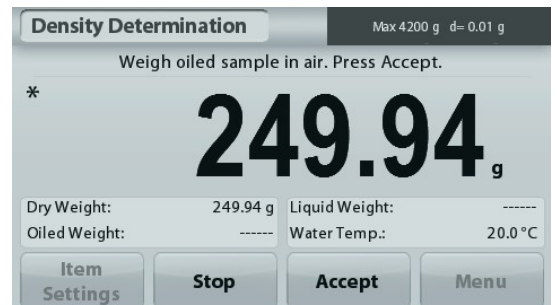 Density Determination
Max 4200 g d= 0.01 g
Weigh oiled sample in air. Press Accept.
*
249.94 g
Dry Weight: 249.94 g
Liquid Weight: ------
Oiled Weight: ------
Water Temp.: 20.0 °C
Item Settings
Stop
Accept
Menu